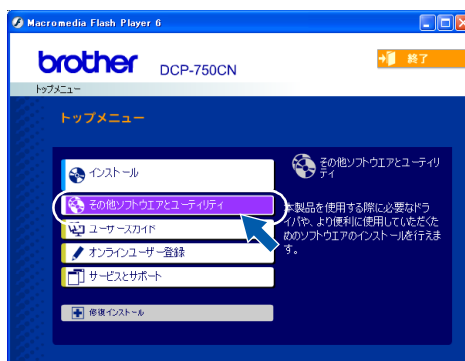 Macromedia Flash Player 6
brother DCP-750CN
終了
トップメニュー
トップメニュー
インストール
その他ソフトウエアとユーティリティ
ユーザーズガイド
オンラインユーザー登録
サービスとサポート
修復インストール
その他ソフトウエアとユーティリ
ティ
本製品を使用する際に必要なドラ
イバや、より便利に使用していただくた
めのソフトウエアのインストールを行えま
す。